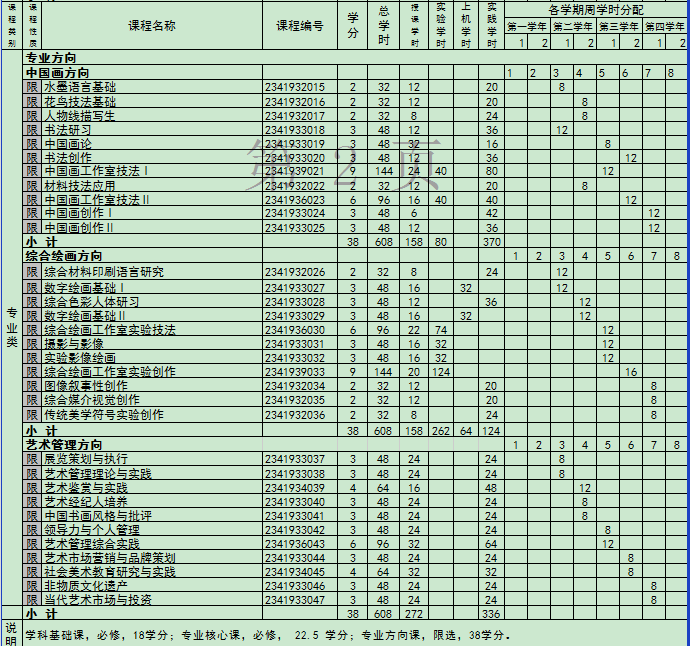 课程类别 课程性质 课程名称 课程编号 学分 总学时 授课学时 实验学时 上机学时 实践学时 各学期周学时分配
第一学年 第二学年 第三学年 第四学年
1 2 1 2 1 2 1 2
专业类
专业方向
中国画方向 1 2 3 4 5 6 7 8
限 水墨语言基础 2341932015 2 32 12 20 8
限 花鸟技法基础 2341932016 2 32 12 20 8
限 人物线描写生 2341932017 2 32 8 24 8
限 书法研习 2341933018 3 48 12 36 12
限 中国画论 2341933019 3 48 32 16 8
限 书法创作 2341933020 3 48 12 36 12
限 中国画工作室技法Ⅰ 2341939021 9 144 24 40 80 12
限 材料技法应用 2341932022 2 32 12 20 8
限 中国画工作室技法Ⅱ 2341936023 6 96 16 40 40 12
限 中国画创作Ⅰ 2341933024 3 48 6 42 12
限 中国画创作Ⅱ 2341933025 3 48 12 36 12
小 计 38 608 158 80 370
第 2 页
综合绘画方向 1 2 3 4 5 6 7 8
限 综合材料印刷语言研究 2341932026 2 32 8 24 12
限 数字绘画基础Ⅰ 2341933027 3 48 16 32 12
限 综合色彩人体研习 2341933028 3 48 12 36 12
限 数字绘画基础Ⅱ 2341933029 3 48 16 32 12
限 综合绘画工作室实验技法 2341936030 6 96 22 74 12
限 摄影与影像 2341933031 3 48 16 32 12
限 实验影像绘画 2341933032 3 48 16 32 12
限 综合绘画工作室实验创作 2341939033 9 144 20 124 16
限 图像叙事性创作 2341932034 2 32 12 20 8
限 综合媒介视觉创作 2341932035 2 32 12 20 8
限 传统美学符号实验创作 2341932036 2 32 8 24 8
小 计 38 608 158 262 64 124
艺术管理方向 1 2 3 4 5 6 7 8
限 展览策划与执行 2341933037 3 48 24 24 8
限 艺术管理理论与实践 2341933038 3 48 24 24 8
限 艺术鉴赏与实践 2341934039 4 64 16 48 12
限 艺术经纪人培养 2341933040 3 48 24 24 8
限 中国书画风格与批评 2341933041 3 48 24 24 8
限 领导力与个人管理 2341933042 3 48 24 24 8
限 艺术管理综合实践 2341936043 6 96 32 64 12
限 艺术市场营销与品牌策划 2341933044 3 48 24 24 8
限 社会美术教育研究与实践 2341934045 4 64 32 32 8
限 非物质文化遗产 2341933046 3 48 24 24 8
限 当代艺术市场与投资 2341933047 3 48 24 24 8
小 计 38 608 272 336
说明 学科基础课，必修，18学分；专业核心课，必修， 22.5 学分；专业方向课，限选，38学分。